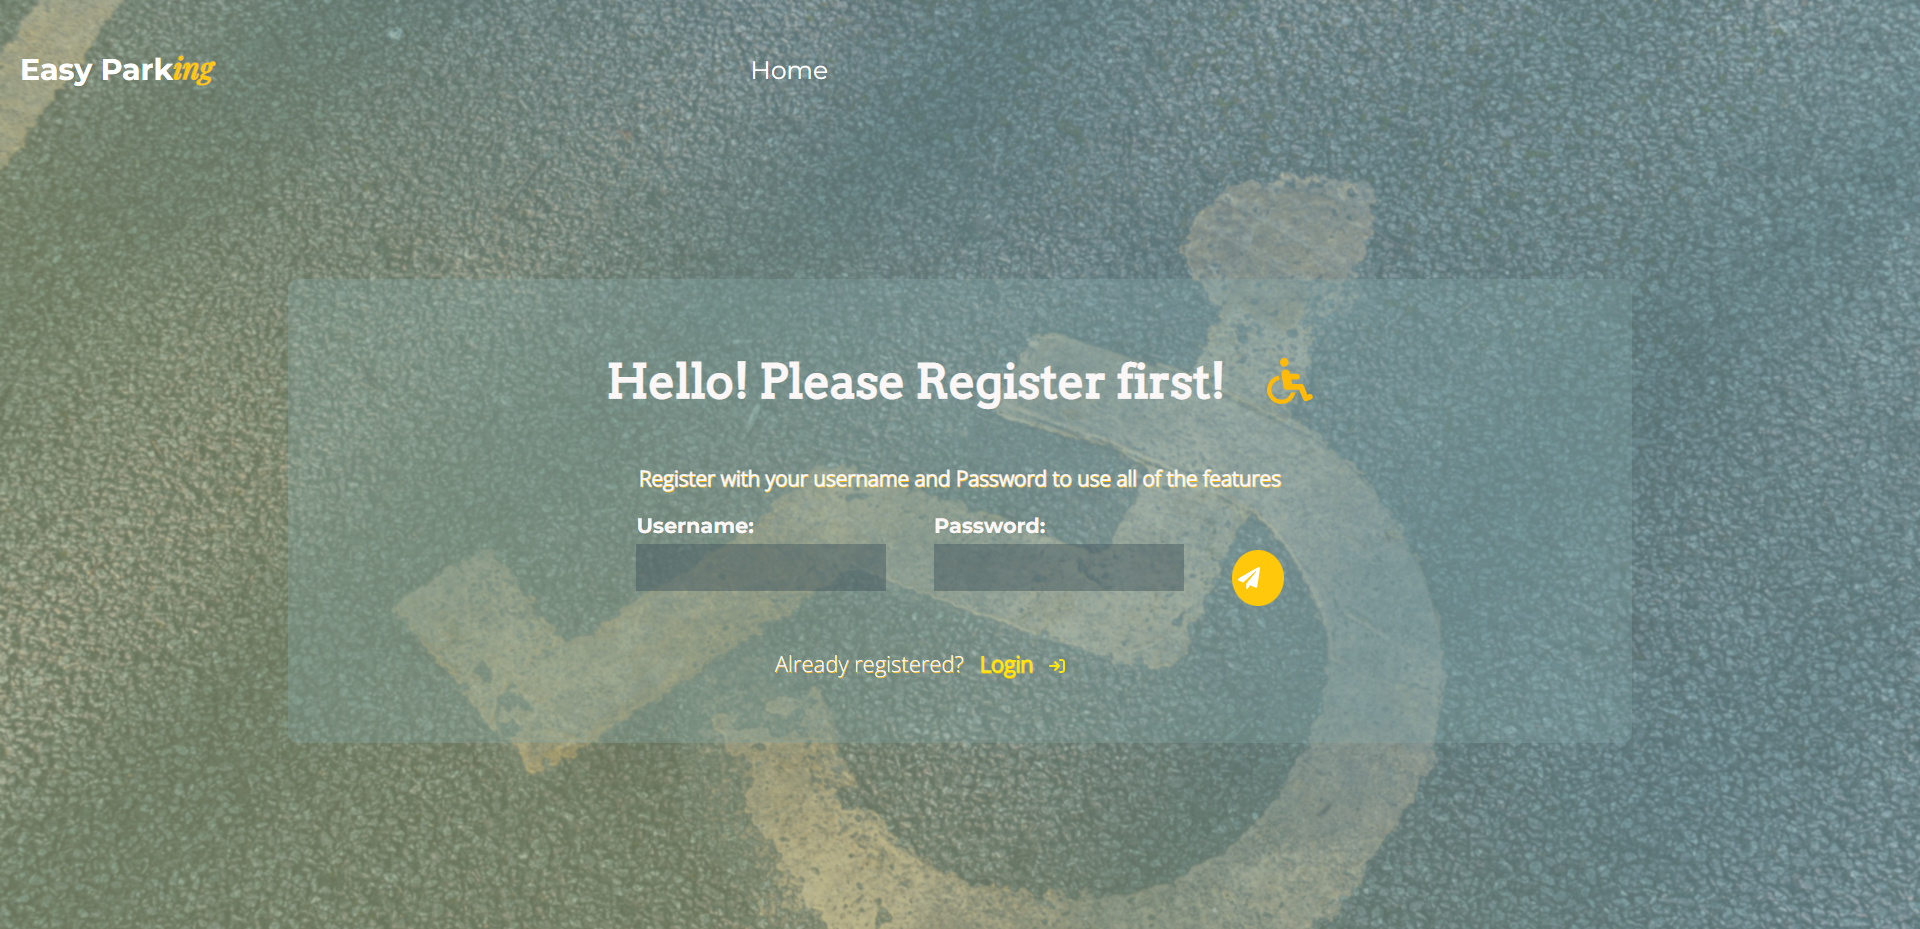 Easy Parking
Home
Hello! Please Register first!
Register with your username and Password to use all of the features
Username:
Password:
Already registered? Login